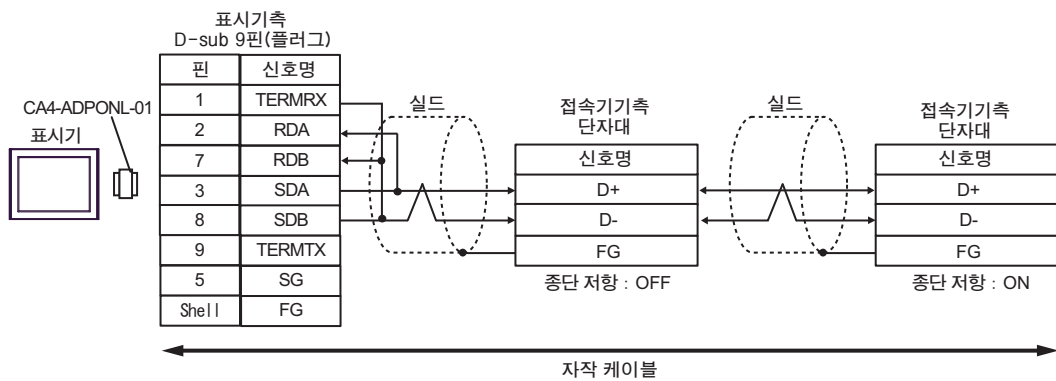 표시기측
D-sub 9핀(플러그)
CA4-ADPONL-01
표시기
핀 신호명
1 TERMRX
2 RDA
7 RDB
3 SDA
8 SDB
9 TERMTX
5 SG
Shell FG
실드
접속기기측
단자대
신호명
D+
D-
FG
종단 저항 : OFF
실드
접속기기측
단자대
신호명
D+
D-
FG
종단 저항 : ON
자작 케이블